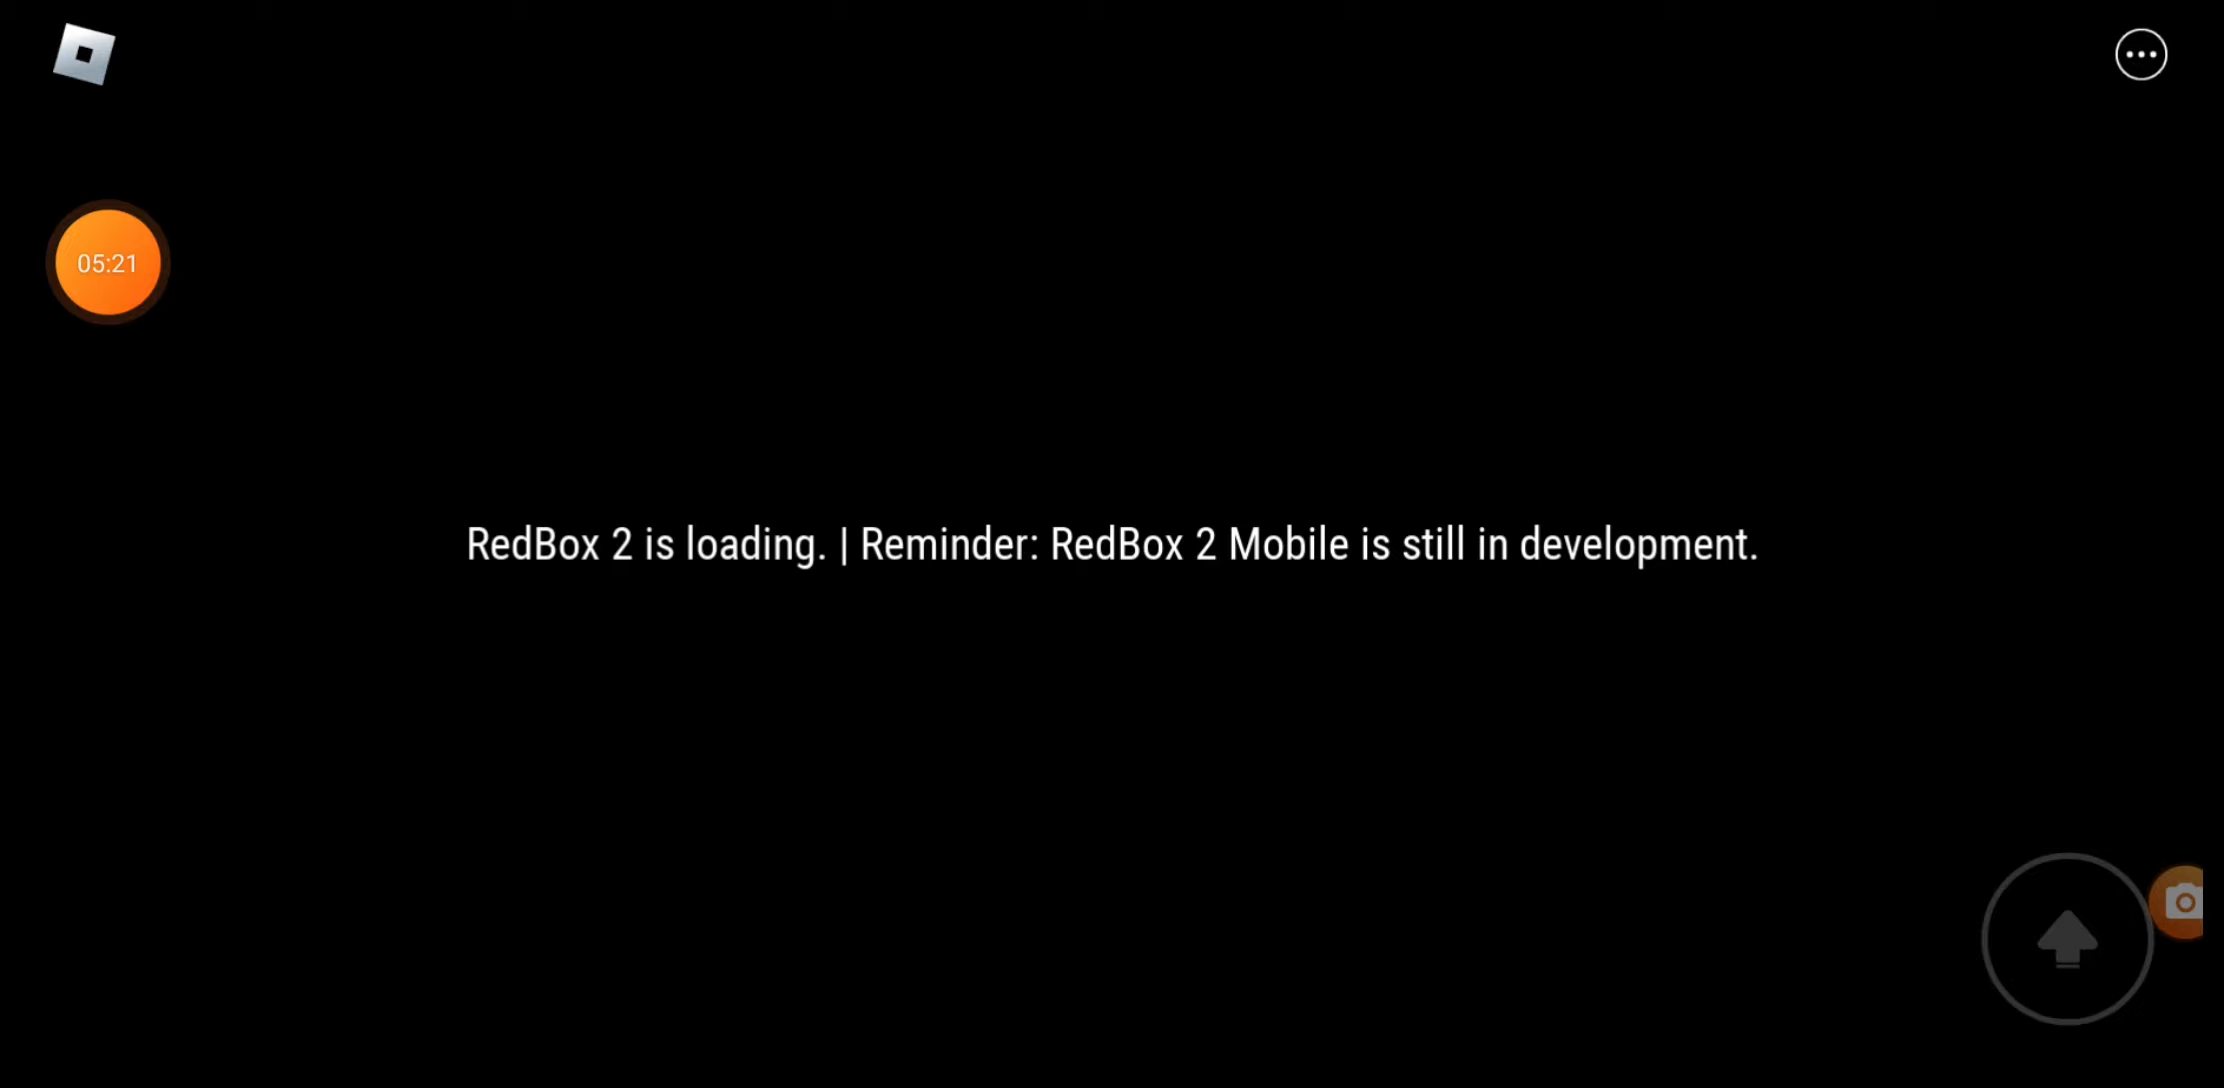 05:21
RedBox 2 is loading. | Reminder: RedBox 2 Mobile is still in development.